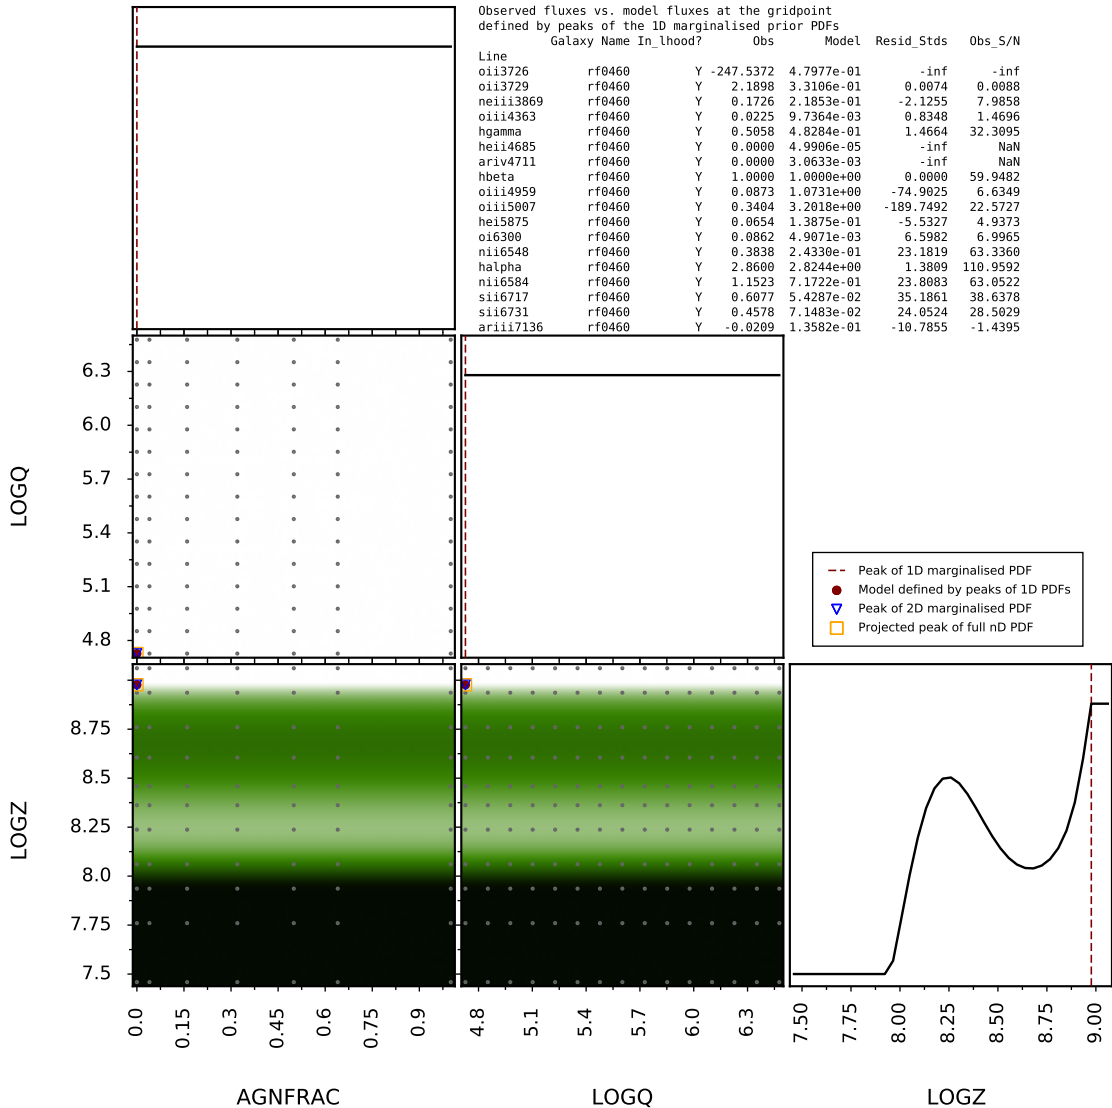 Observed fluxes vs. model fluxes at the gridpoint
defined by peaks of the 1D marginalised prior PDFs
Galaxy Name In_lhood? Obs Model Resid_Stds Obs_S/N
Line
oii3726 rf0460 Y -247.5372 4.7977e-01 -inf -inf
oii3729 rf0460 Y 2.1898 3.3106e-01 0.0074 0.0088
neiii3869 rf0460 Y 0.1726 2.1853e-01 -2.1255 7.9858
oiii4363 rf0460 Y 0.0225 9.7364e-03 0.8348 1.4696
hgamma rf0460 Y 0.5058 4.8284e-01 1.4664 32.3095
heii4685 rf0460 Y 0.0000 4.9906e-05 -inf NaN
ariv4711 rf0460 Y 0.0000 3.0633e-03 -inf NaN
hbeta rf0460 Y 1.0000 1.0000e+00 0.0000 59.9482
oiii4959 rf0460 Y 0.0873 1.0731e+00 -74.9025 6.6349
oiii5007 rf0460 Y 0.3404 3.2018e+00 -189.7492 22.5727
hei5875 rf0460 Y 0.0654 1.3875e-01 -5.5327 4.9373
oi6300 rf0460 Y 0.0862 4.9071e-03 6.5982 6.9965
nii6548 rf0460 Y 0.3838 2.4330e-01 23.1819 63.3360
halpha rf0460 Y 2.8600 2.8244e+00 1.3809 110.9592
nii6584 rf0460 Y 1.1523 7.1722e-01 23.8083 63.0522
sii6717 rf0460 Y 0.6077 5.4287e-02 35.1861 38.6378
sii6731 rf0460 Y 0.4578 7.1483e-02 24.0524 28.5029
ariii7136 rf0460 Y -0.0209 1.3582e-01 -10.7855 -1.4395
LOGQ
6.3
6.0
5.7
5.4
5.1
4.8
Peak of 1D marginalised PDF
Model defined by peaks of 1D PDFs
Peak of 2D marginalised PDF
Projected peak of full nD PDF
LOGZ
8.75
8.5
8.25
8.0
7.75
7.5
0.0 0.15 0.3 0.45 0.6 0.75 0.9
4.8 5.1 5.4 5.7 6.0 6.3
7.50 7.75 8.00 8.25 8.50 8.75 9.00
AGNFRAC LOGQ LOGZ